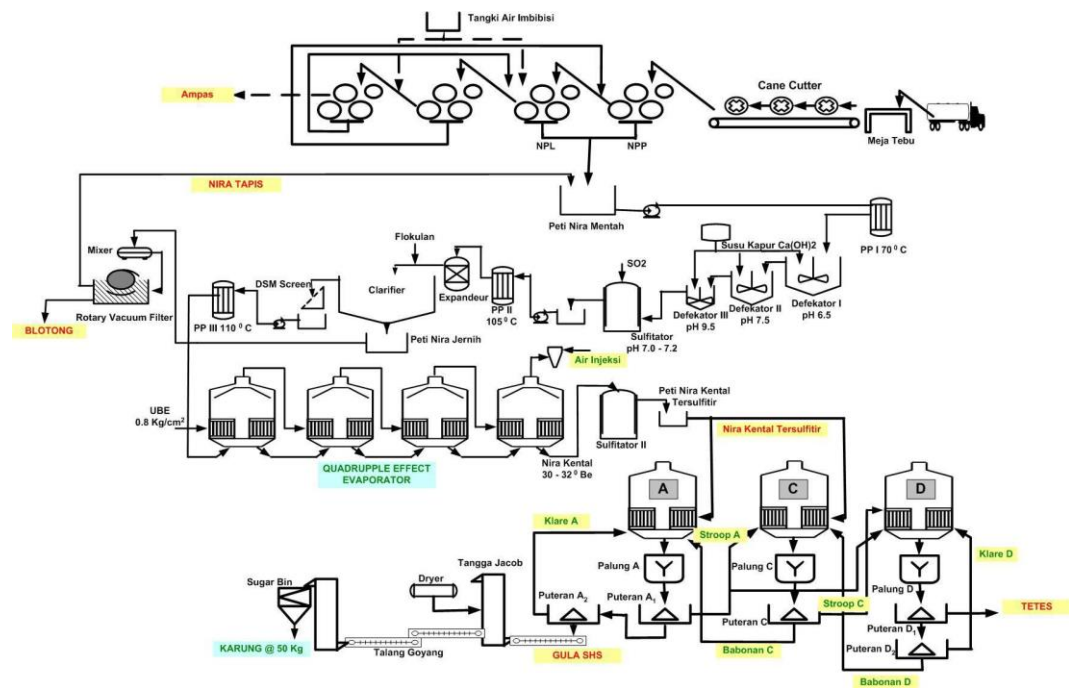 Tangki Air Imbibisi
Ampas
Cane Cutter
NPL
NPP
Meja Tebu
NIRA TAPIS
Peti Nira Mentah
PP I 70 ⁰ C
Mixer
Rotary Vacuum Filter
BLOTONG
PP III 110 ⁰ C
DSM Screen
Flokulan
Clarifier
Expandeur
PP II
105⁰ C
Peti Nira Jernih
SO2
Sulfitator
pH 7.0 - 7.2
Susu Kapur Ca(OH)2
Defekator III
pH 9.5
Defekator II
pH 7.5
Defekator I
pH 6.5
Air Injeksi
UBE
0.8 Kg/cm²
QUADRUPPLE EFFECT
EVAPORATOR
Nira Kental
30 - 32⁰ Be
Sulfitator II
Peti Nira Kental
Tersulfitir
Nira Kental Tersulfitir
A
C
D
Klare A
Stroop A
Klare D
Palung A
Palung C
Palung D
Tangga Jacob
Sugar Bin
Dryer
Puteran A₂
Puteran A₁
Puteran C
Stroop C
Puteran D₁
TETES
Puteran D₂
KARUNG @ 50 Kg
Talang Goyang
GULA SHS
Babonan C
Babonan D